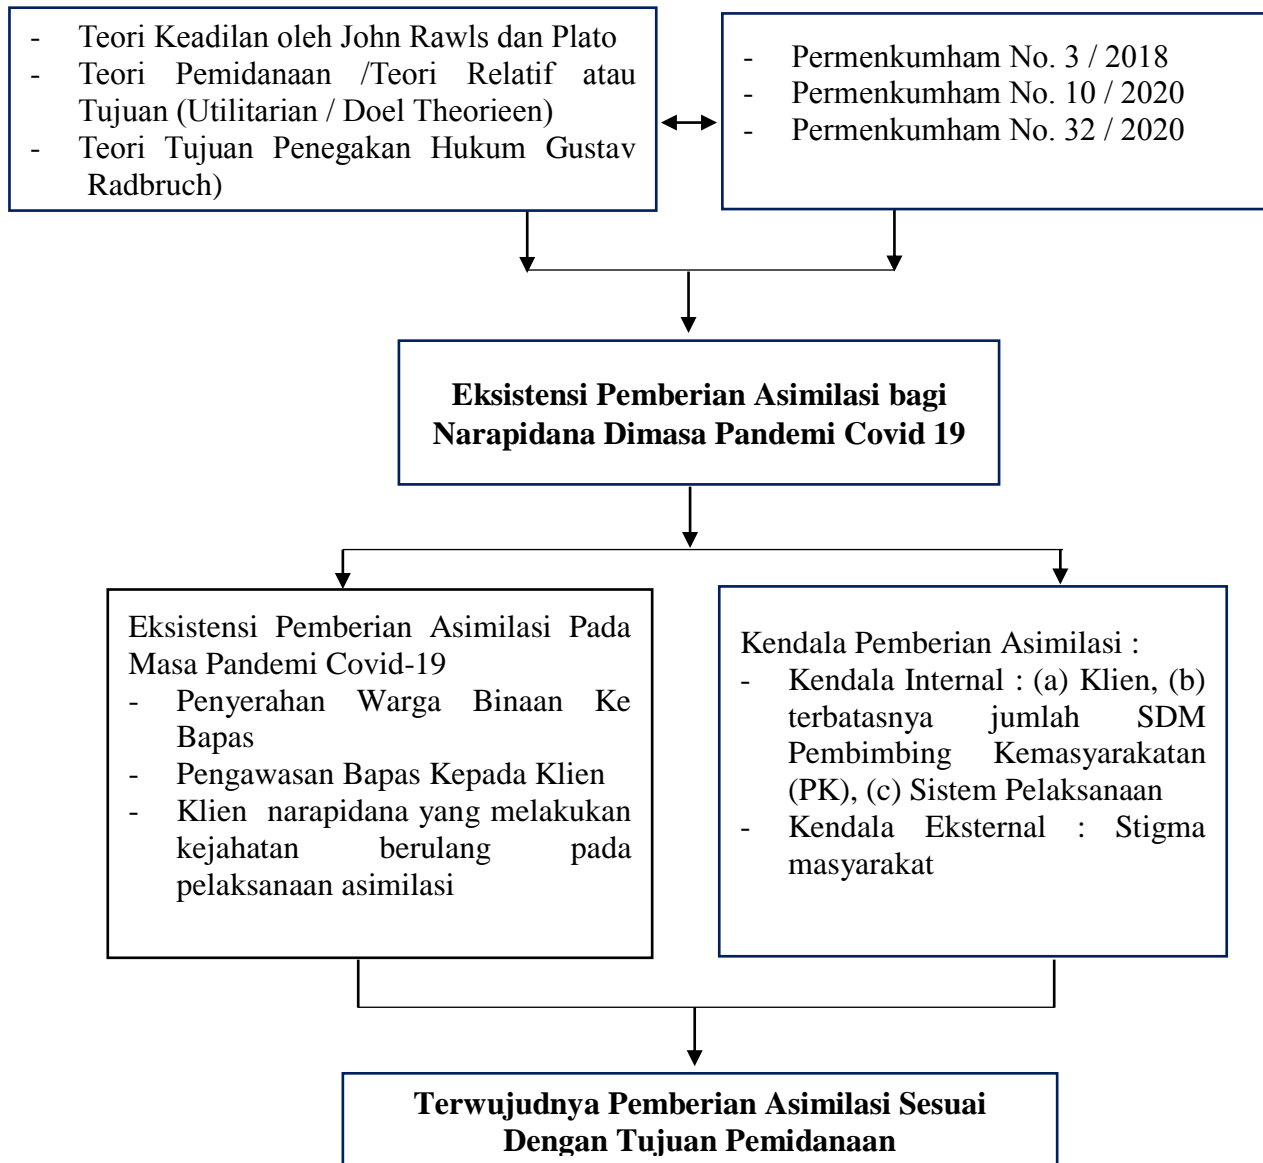 - Teori Keadilan oleh John Rawls dan Plato
- Teori Pemidanaan /Teori Relatif atau
Tujuan (Utilitarian / Doel Theorieen)
- Teori Tujuan Penegakan Hukum Gustav
Radbruch)
- Permenkumham No. 3 / 2018
- Permenkumham No. 10 / 2020
- Permenkumham No. 32 / 2020
Eksistensi Pemberian Asimilasi bagi
Narapidana Dimasa Pandemi Covid 19
Eksistensi Pemberian Asimilasi Pada
Masa Pandemi Covid-19
- Penyerahan Warga Binaan Ke
Bapas
- Pengawasan Bapas Kepada Klien
- Klien narapidana yang melakukan
kejahatan berulang pada
pelaksanaan asimilasi
Kendala Pemberian Asimilasi :
- Kendala Internal : (a) Klien, (b)
terbatasnya jumlah SDM
Pembimbing Kemasyarakatan
(PK), (c) Sistem Pelaksanaan
- Kendala Eksternal : Stigma
masyarakat
Terwujudnya Pemberian Asimilasi Sesuai
Dengan Tujuan Pemidanaan